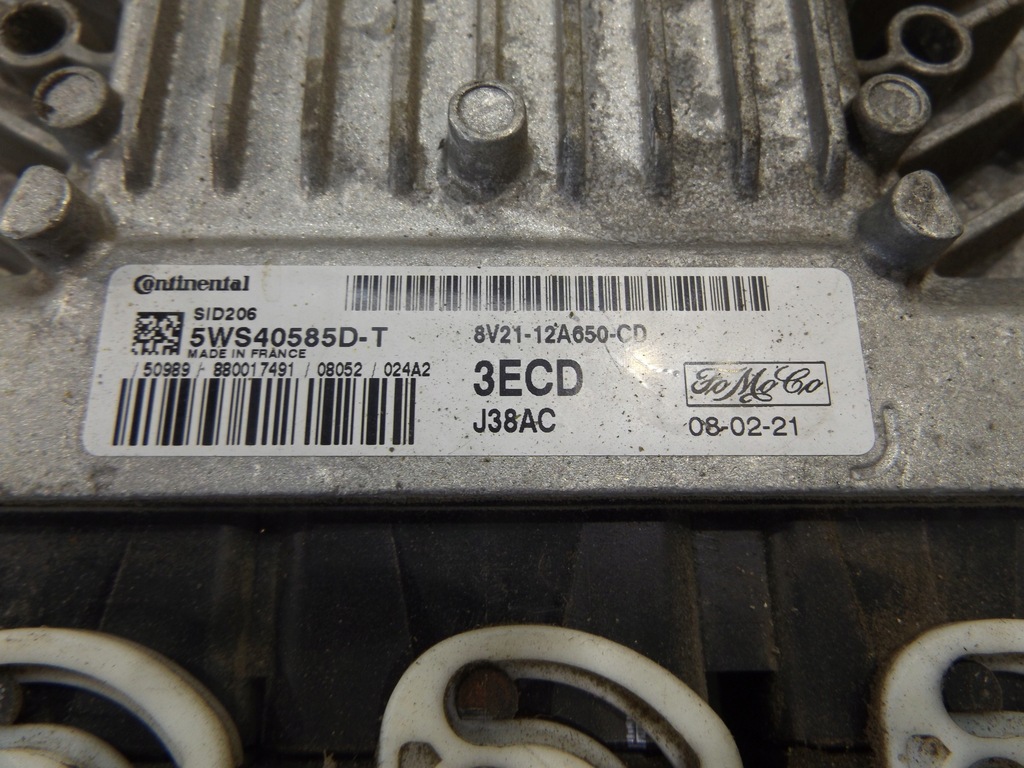 Continental
SID206
5WS40585D-T
MADE IN FRANCE
/ 50989 / 880017491 / 08052 / 024A2
8V21-12A650-CD
3ECD
J38AC
FoMoCo
08-02-21